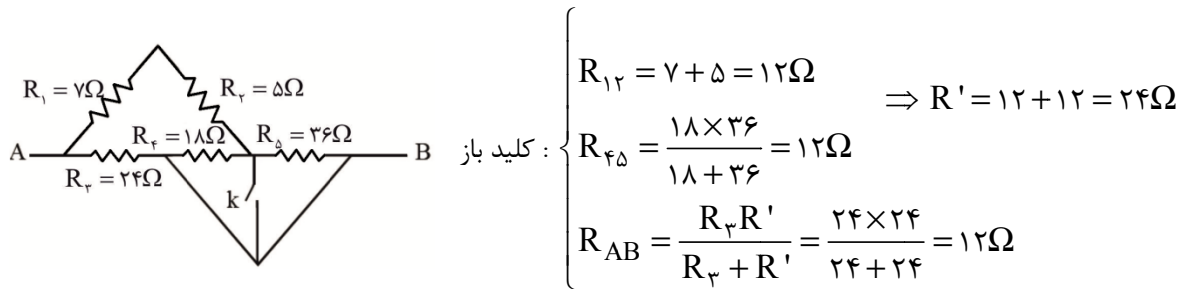 R₁ = ۷Ω
R₂ = ۵Ω
R₄ = ۱۸Ω
R₅ = ۳۶Ω
A
B
R₃ = ۲۴Ω
k
کلید باز :
R₁₂ = ۷ + ۵ = ۱۲Ω
⇒ R' = ۱۲ + ۱۲ = ۲۴Ω
R₄₅ = ۱۸×۳۶ / ۱۸+۳۶ = ۱۲Ω
R_AB = R₃R' / R₃+R' = ۲۴×۲۴ / ۲۴+۲۴ = ۱۲Ω